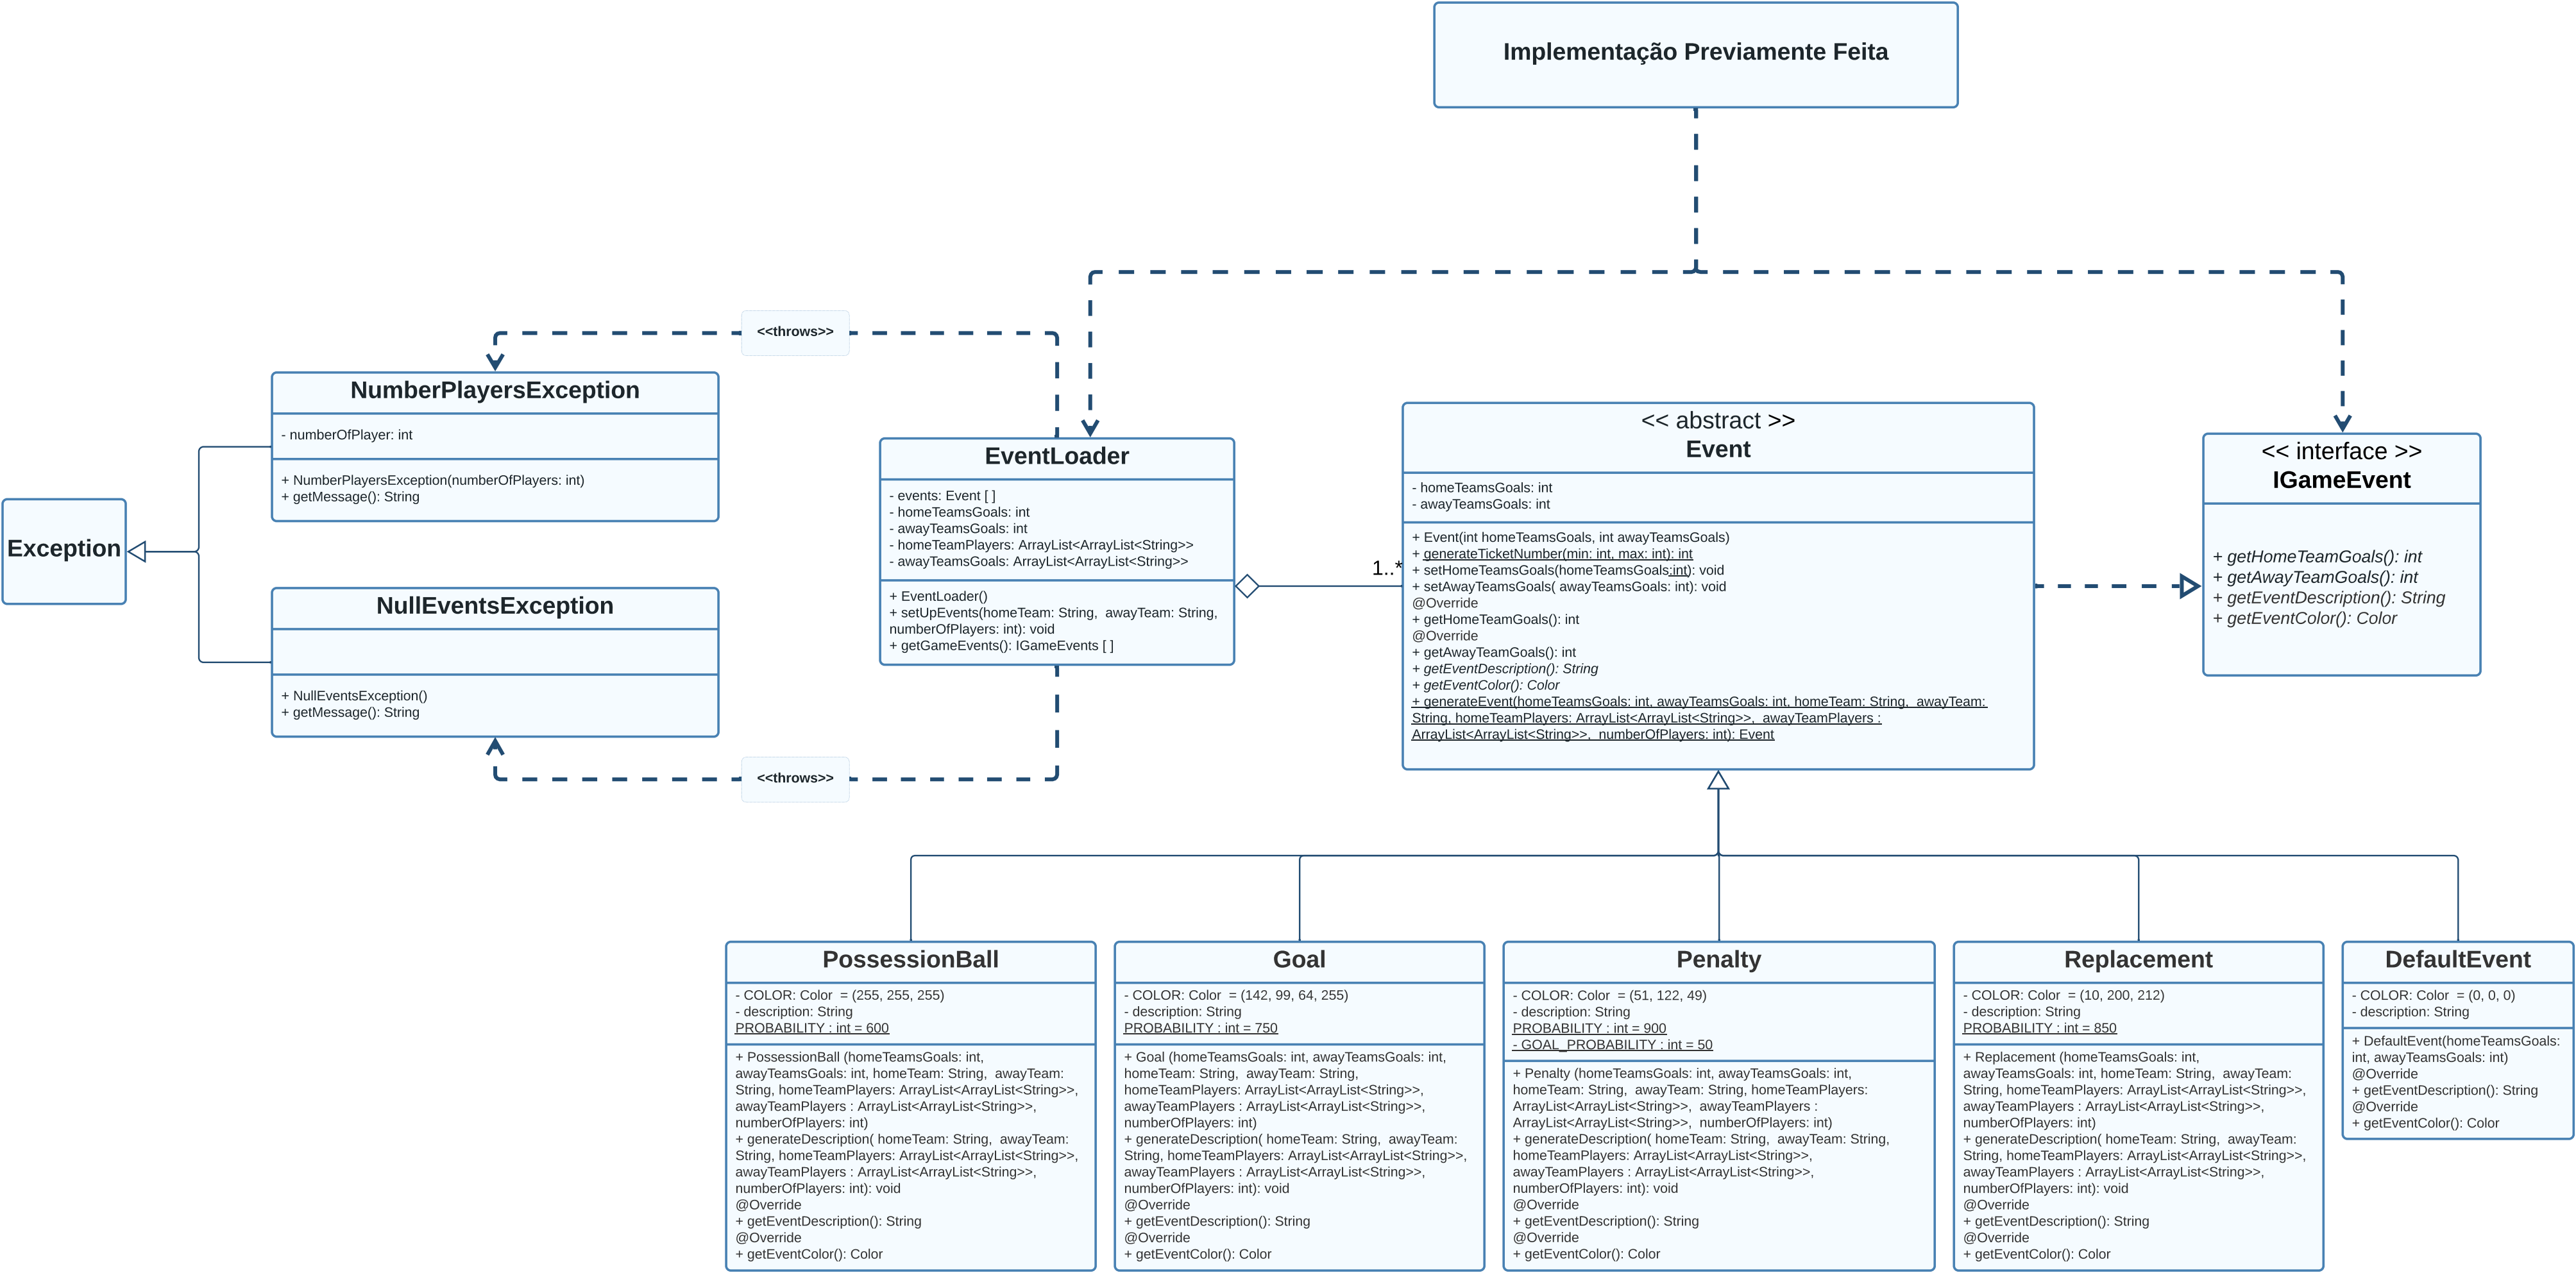 Implementação Previamente Feita
<<throws>>
NumberPlayersException
- numberOfPlayer: int
+ NumberPlayersException(numberOfPlayers: int)
+ getMessage(): String
Exception
NullEventsException
+ NullEventsException()
+ getMessage(): String
<<throws>>
EventLoader
- events: Event [ ]
- homeTeamsGoals: int
- awayTeamsGoals: int
- homeTeamPlayers: ArrayList<ArrayList<String>>
- awayTeamsGoals: ArrayList<ArrayList<String>>
+ EventLoader()
+ setUpEvents(homeTeam: String,  awayTeam: String,
numberOfPlayers: int): void
+ getGameEvents(): IGameEvents [ ]
1..*
<< abstract >>
Event
- homeTeamsGoals: int
- awayTeamsGoals: int
+ Event(int homeTeamsGoals, int awayTeamsGoals)
+ generateTicketNumber(min: int, max: int): int
+ setHomeTeamsGoals(homeTeamsGoals:int): void
+ setAwayTeamsGoals( awayTeamsGoals: int): void
@Override
+ getHomeTeamGoals(): int
@Override
+ getAwayTeamGoals(): int
+ getEventDescription(): String
+ getEventColor(): Color
+ generateEvent(homeTeamsGoals: int, awayTeamsGoals: int, homeTeam: String,  awayTeam:
String, homeTeamPlayers: ArrayList<ArrayList<String>>,  awayTeamPlayers :
ArrayList<ArrayList<String>>,  numberOfPlayers: int): Event
<< interface >>
IGameEvent
+ getHomeTeamGoals(): int
+ getAwayTeamGoals(): int
+ getEventDescription(): String
+ getEventColor(): Color
PossessionBall
- COLOR: Color  = (255, 255, 255)
- description: String
PROBABILITY : int = 600
+ PossessionBall (homeTeamsGoals: int,
awayTeamsGoals: int, homeTeam: String,  awayTeam:
String, homeTeamPlayers: ArrayList<ArrayList<String>>,
awayTeamPlayers : ArrayList<ArrayList<String>>,
numberOfPlayers: int)
+ generateDescription( homeTeam: String,  awayTeam:
String, homeTeamPlayers: ArrayList<ArrayList<String>>,
awayTeamPlayers : ArrayList<ArrayList<String>>,
numberOfPlayers: int): void
@Override
+ getEventDescription(): String
@Override
+ getEventColor(): Color
Goal
- COLOR: Color  = (142, 99, 64, 255)
- description: String
PROBABILITY : int = 750
+ Goal (homeTeamsGoals: int, awayTeamsGoals: int,
homeTeam: String,  awayTeam: String,
homeTeamPlayers: ArrayList<ArrayList<String>>,
awayTeamPlayers : ArrayList<ArrayList<String>>,
numberOfPlayers: int)
+ generateDescription( homeTeam: String,  awayTeam:
String, homeTeamPlayers: ArrayList<ArrayList<String>>,
awayTeamPlayers : ArrayList<ArrayList<String>>,
numberOfPlayers: int): void
@Override
+ getEventDescription(): String
@Override
+ getEventColor(): Color
Penalty
- COLOR: Color  = (51, 122, 49)
- description: String
PROBABILITY : int = 900
- GOAL_PROBABILITY : int = 50
+ Penalty (homeTeamsGoals: int, awayTeamsGoals: int,
homeTeam: String,  awayTeam: String, homeTeamPlayers:
ArrayList<ArrayList<String>>,  awayTeamPlayers :
ArrayList<ArrayList<String>>,  numberOfPlayers: int)
+ generateDescription( homeTeam: String,  awayTeam: String,
homeTeamPlayers: ArrayList<ArrayList<String>>,
awayTeamPlayers : ArrayList<ArrayList<String>>,
numberOfPlayers: int): void
@Override
+ getEventDescription(): String
@Override
+ getEventColor(): Color
Replacement
- COLOR: Color  = (10, 200, 212)
- description: String
PROBABILITY : int = 850
+ Replacement (homeTeamsGoals: int,
awayTeamsGoals: int, homeTeam: String,  awayTeam:
String, homeTeamPlayers: ArrayList<ArrayList<String>>,
awayTeamPlayers : ArrayList<ArrayList<String>>,
numberOfPlayers: int)
+ generateDescription( homeTeam: String,  awayTeam:
String, homeTeamPlayers: ArrayList<ArrayList<String>>,
awayTeamPlayers : ArrayList<ArrayList<String>>,
numberOfPlayers: int): void
@Override
+ getEventDescription(): String
@Override
+ getEventColor(): Color
DefaultEvent
- COLOR: Color  = (0, 0, 0)
- description: String
+ DefaultEvent(homeTeamsGoals:
int, awayTeamsGoals: int)
@Override
+ getEventDescription(): String
@Override
+ getEventColor(): Color